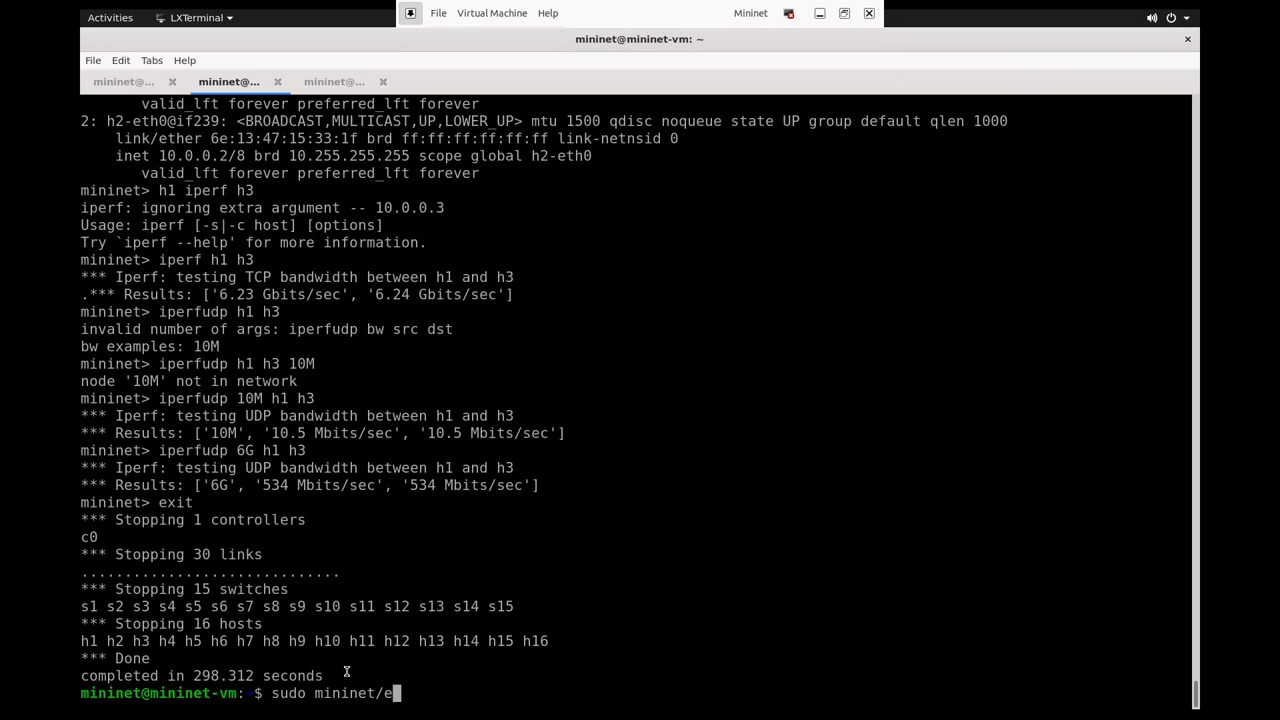 Activities LXTerminal File Virtual Machine Help Mininet
mininet@mininet-vm: ~
File Edit Tabs Help
mininet@... mininet@... mininet@...
valid_lft forever preferred_lft forever
2: h2-eth0@if239: <BROADCAST,MULTICAST,UP,LOWER_UP> mtu 1500 qdisc noqueue state UP group default qlen 1000
link/ether 6e:13:47:15:33:1f brd ff:ff:ff:ff:ff:ff link-netnsid 0
inet 10.0.0.2/8 brd 10.255.255.255 scope global h2-eth0
valid_lft forever preferred_lft forever
mininet> h1 iperf h3
iperf: ignoring extra argument -- 10.0.0.3
Usage: iperf [-s|-c host] [options]
Try `iperf --help' for more information.
mininet> iperf h1 h3
*** Iperf: testing TCP bandwidth between h1 and h3
.*** Results: ['6.23 Gbits/sec', '6.24 Gbits/sec']
mininet> iperfudp h1 h3
invalid number of args: iperfudp bw src dst
bw examples: 10M
mininet> iperfudp h1 h3 10M
node '10M' not in network
mininet> iperfudp 10M h1 h3
*** Iperf: testing UDP bandwidth between h1 and h3
*** Results: ['10M', '10.5 Mbits/sec', '10.5 Mbits/sec']
mininet> iperfudp 6G h1 h3
*** Iperf: testing UDP bandwidth between h1 and h3
*** Results: ['6G', '534 Mbits/sec', '534 Mbits/sec']
mininet> exit
*** Stopping 1 controllers
c0
*** Stopping 30 links
..............................
*** Stopping 15 switches
s1 s2 s3 s4 s5 s6 s7 s8 s9 s10 s11 s12 s13 s14 s15
*** Stopping 16 hosts
h1 h2 h3 h4 h5 h6 h7 h8 h9 h10 h11 h12 h13 h14 h15 h16
*** Done
completed in 298.312 seconds
mininet@mininet-vm:~$ sudo mininet/e